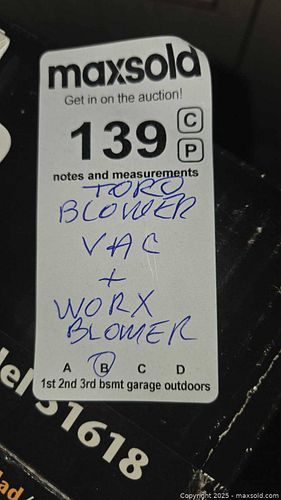 maxsold
Get in on the auction!
139
C
P
notes and measurements
TORO
BLOWER
VAC
+
WORX
BLOWER
A B C D
1st 2nd 3rd bsmt garage outdoors
51618
Copyright 2025 - maxsold.com